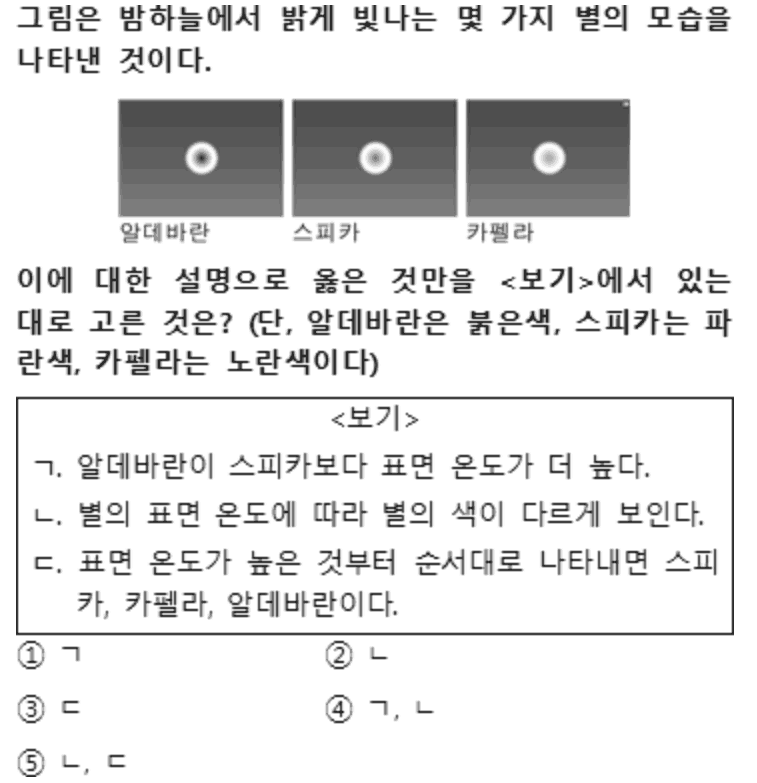 그림은 밤하늘에서 밝게 빛나는 몇 가지 별의 모습을
나타낸 것이다.
알데바란 스피카 카펠라
이에 대한 설명으로 옳은 것만을 <보기>에서 있는
대로 고른 것은? (단, 알데바란은 붉은색, 스피카는 파
란색, 카펠라는 노란색이다)
<보기>
ㄱ. 알데바란이 스피카보다 표면 온도가 더 높다.
ㄴ. 별의 표면 온도에 따라 별의 색이 다르게 보인다.
ㄷ. 표면 온도가 높은 것부터 순서대로 나타내면 스피
카, 카펠라, 알데바란이다.
① ㄱ ② ㄴ
③ ㄷ ④ ㄱ, ㄴ
⑤ ㄴ, ㄷ